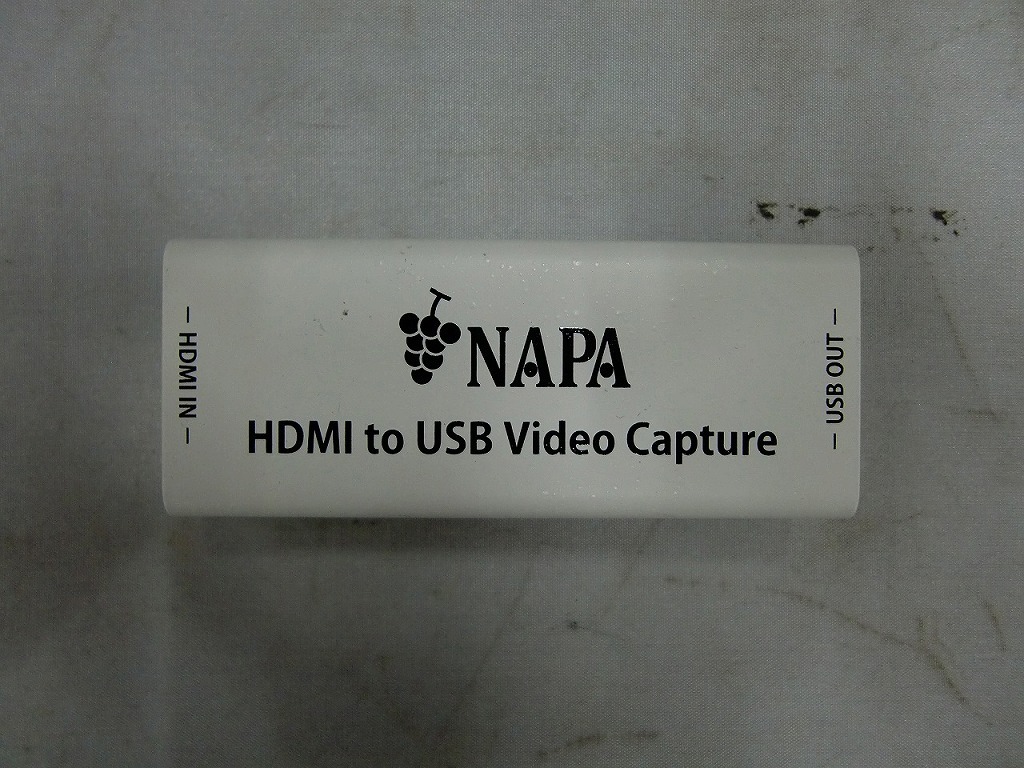 — HDMI IN —
NAPA
HDMI to USB Video Capture
— USB OUT —